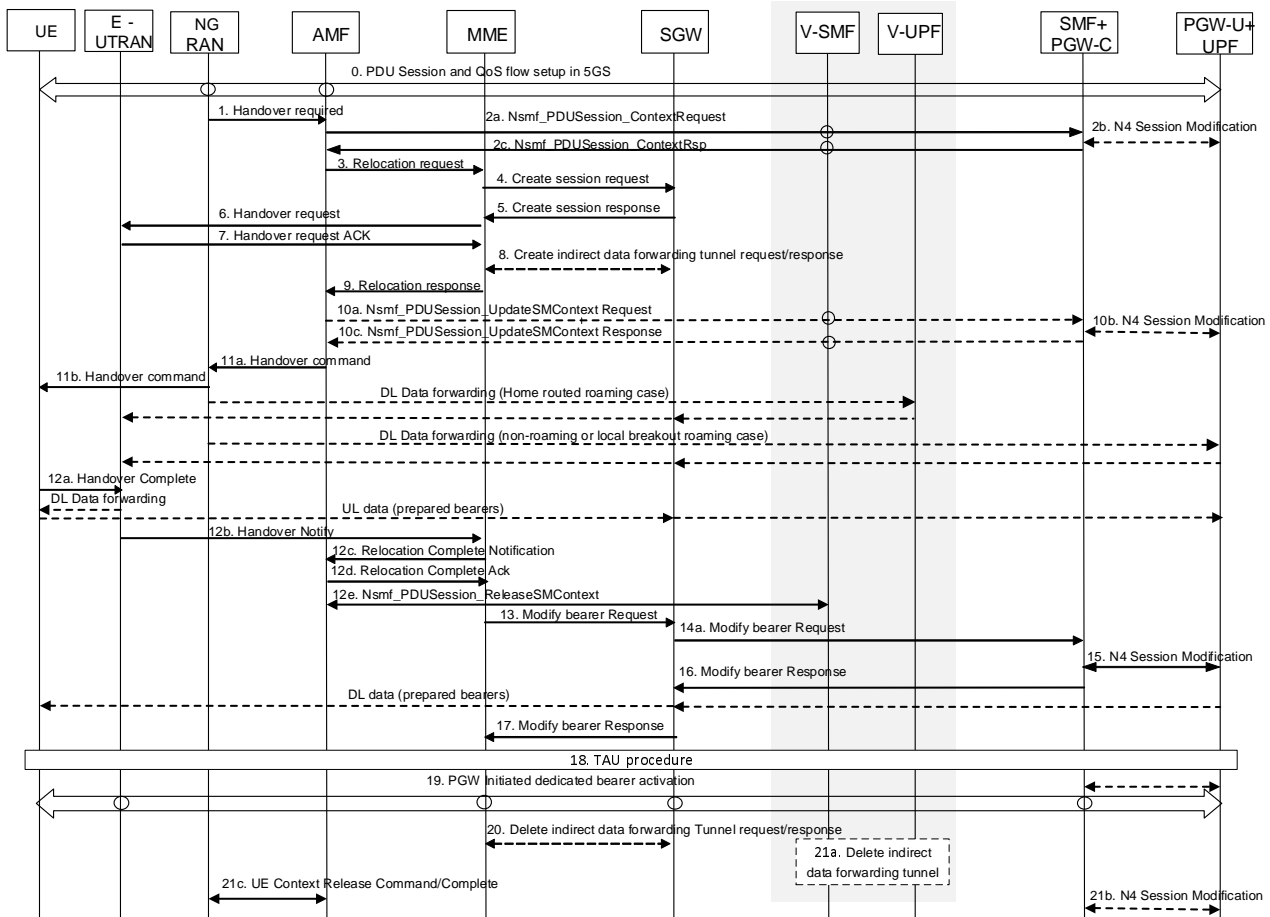 UE
E -
UTRAN
NG
RAN
AMF
MME
SGW
V-SMF
V-UPF
SMF+
PGW-C
PGW-U+
UPF
0. PDU Session and QoS flow setup in 5GS
1. Handover required
2a. Nsmf_PDUSession_ContextRequest
2b. N4 Session Modification
2c. Nsmf_PDUSession_ContextRsp
3. Relocation request
4. Create session request
5. Create session response
6. Handover request
7. Handover request ACK
8. Create indirect data forwarding tunnel request/response
9. Relocation response
10a. Nsmf_PDUSession_UpdateSMContext Request
10b. N4 Session Modification
10c. Nsmf_PDUSession_UpdateSMContext Response
11a. Handover command
11b. Handover command
DL Data forwarding (Home routed roaming case)
DL Data forwarding (non-roaming or local breakout roaming case)
12a. Handover Complete
DL Data forwarding
UL data (prepared bearers)
12b. Handover Notify
12c. Relocation Complete Notification
12d. Relocation Complete Ack
12e. Nsmf_PDUSession_ReleaseSMContext
13. Modify bearer Request
14a. Modify bearer Request
15. N4 Session Modification
16. Modify bearer Response
DL data (prepared bearers)
17. Modify bearer Response
18. TAU procedure
19. PGW Initiated dedicated bearer activation
20. Delete indirect data forwarding Tunnel request/response
21a. Delete indirect
data forwarding tunnel
21c. UE Context Release Command/Complete
21b. N4 Session Modification